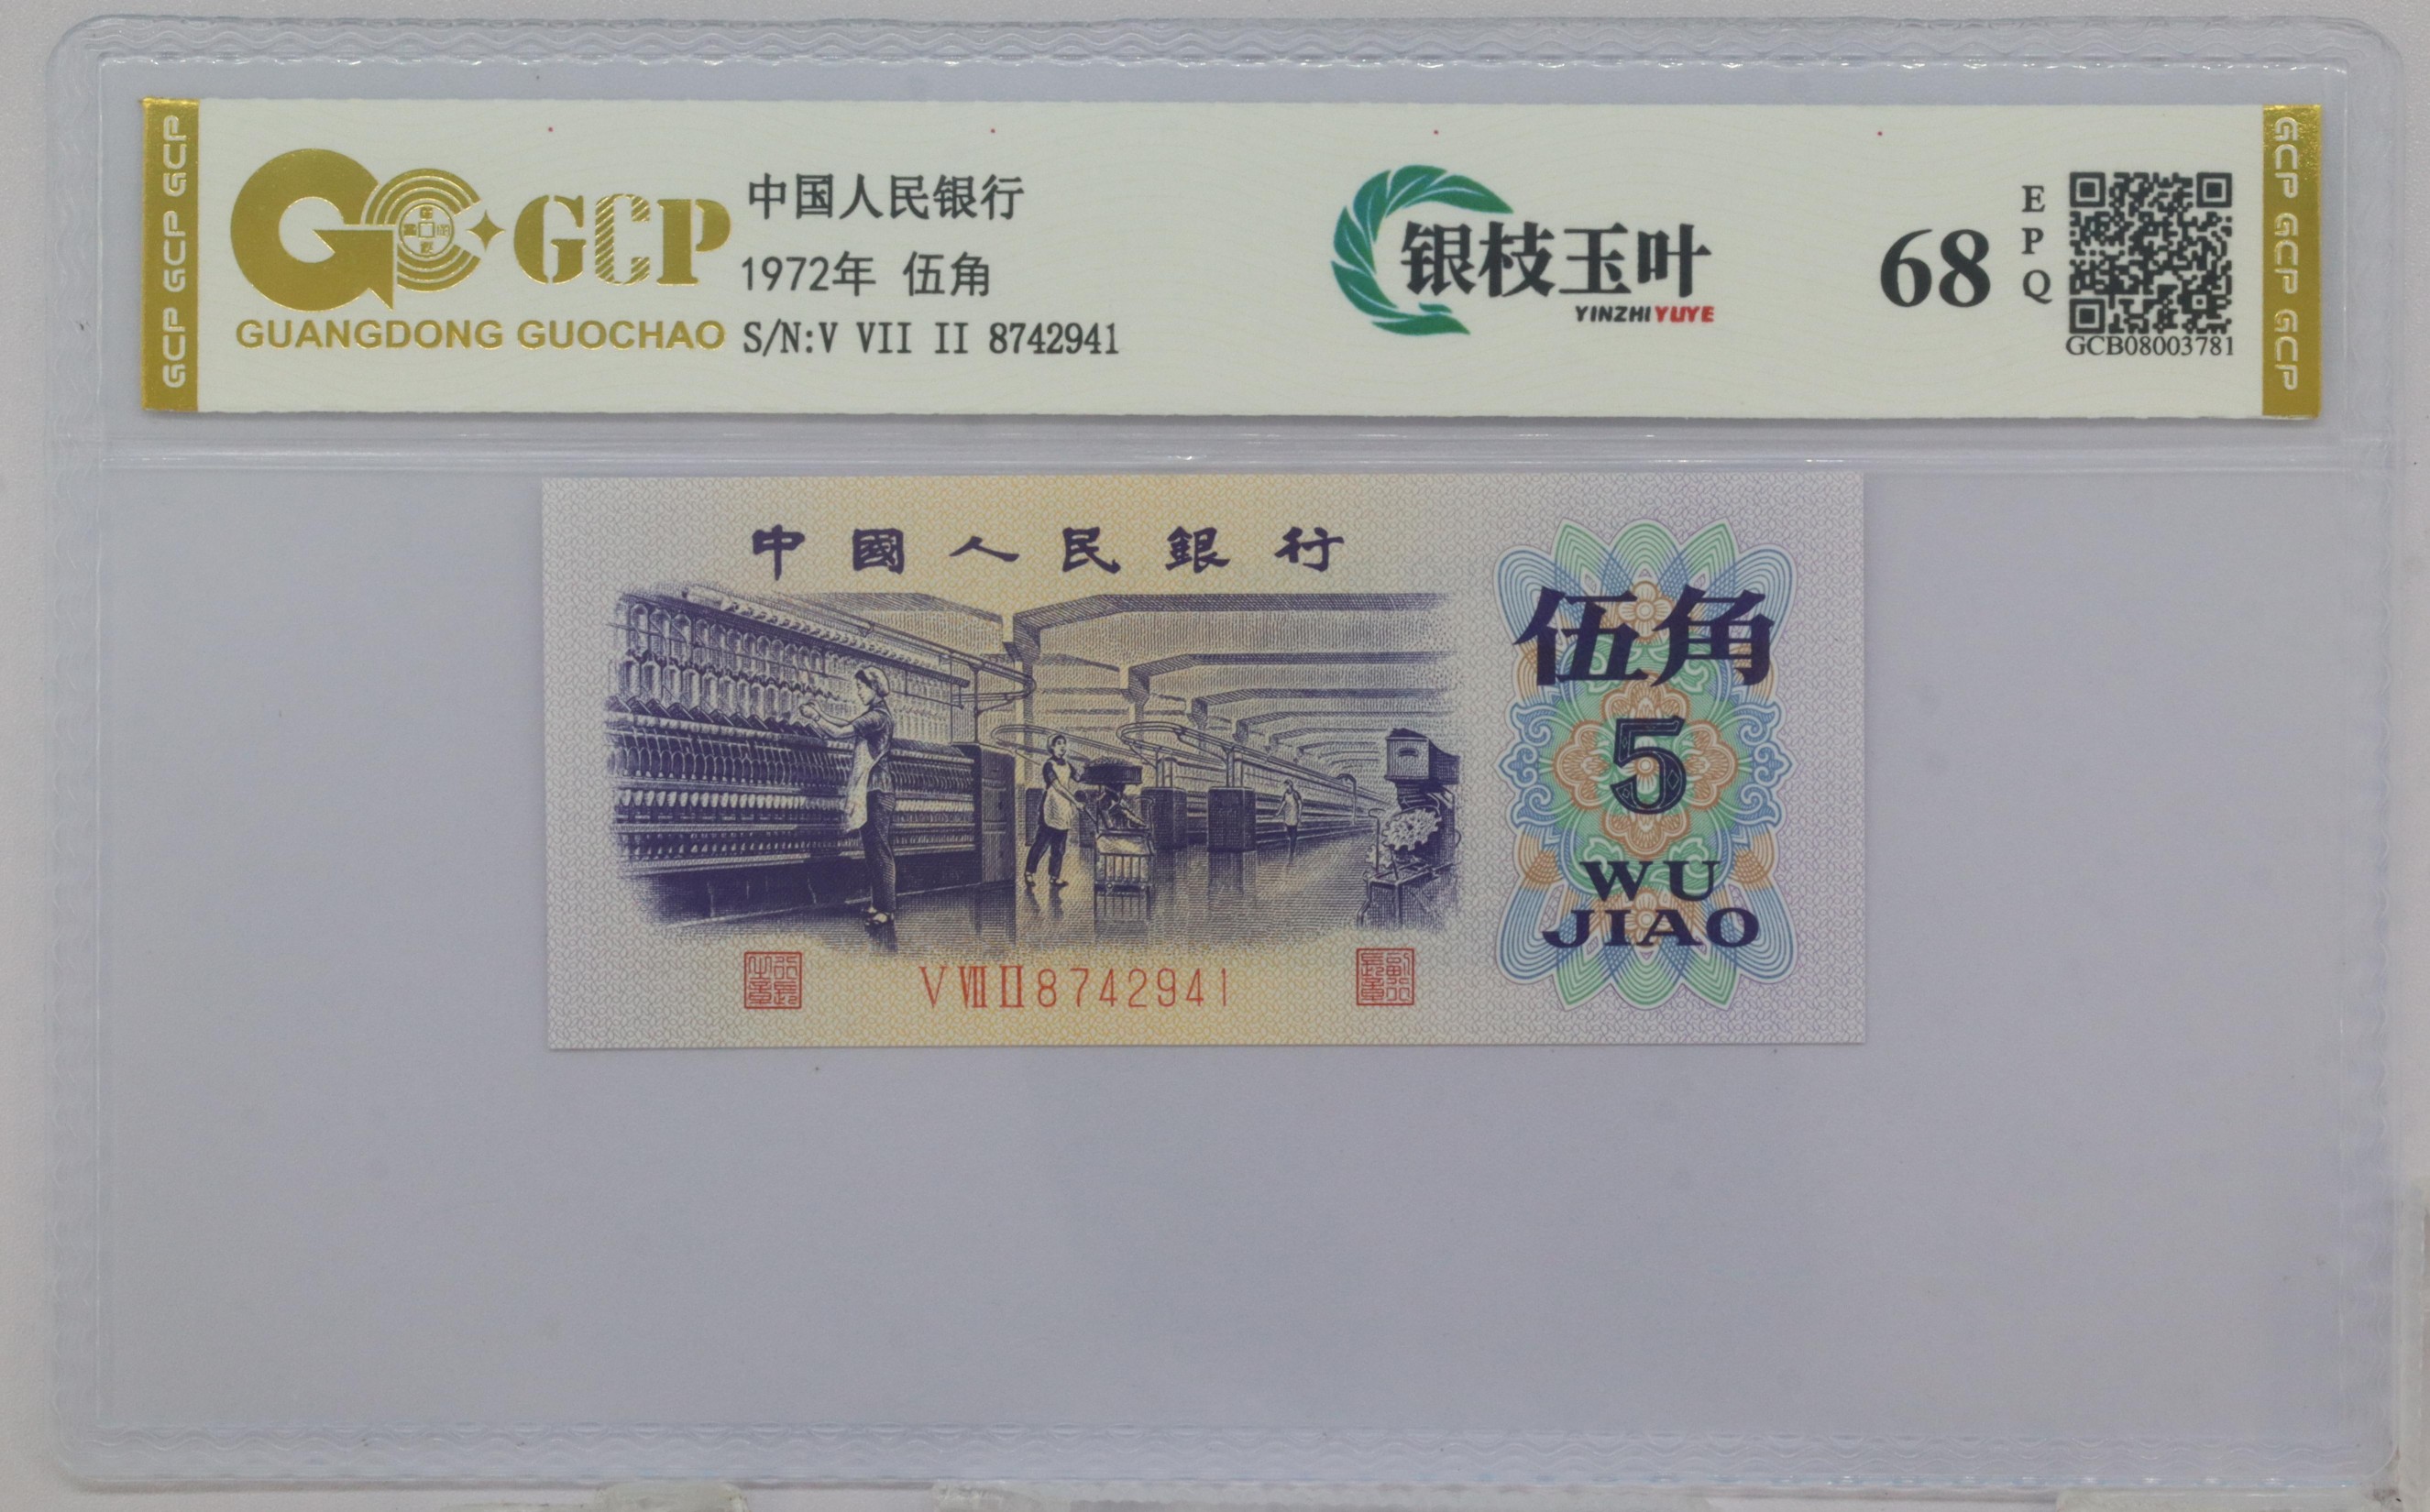 GCP GCP GCP
GCP
GUANGDONG GUOCHAO
中国人民银行
1972年 伍角
S/N:V VII II 8742941
银枝玉叶
YINZHIYUYE
68
EPQ
GCB08003781
GCP GCP GCP
中國人民銀行
伍角
5
WU
JIAO
V VII II 8742941